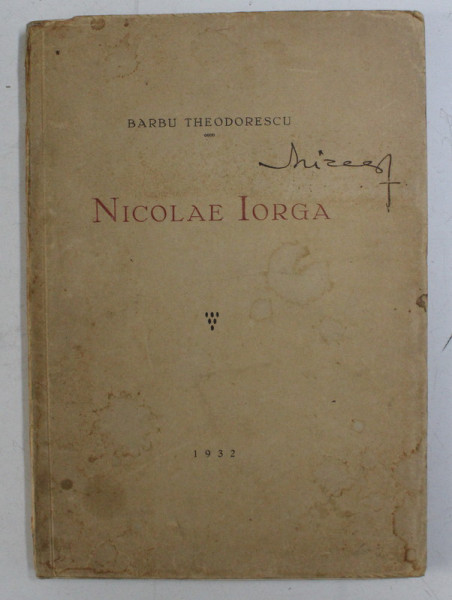 BARBU THEODORESCU
NICOLAE IORGA
1932